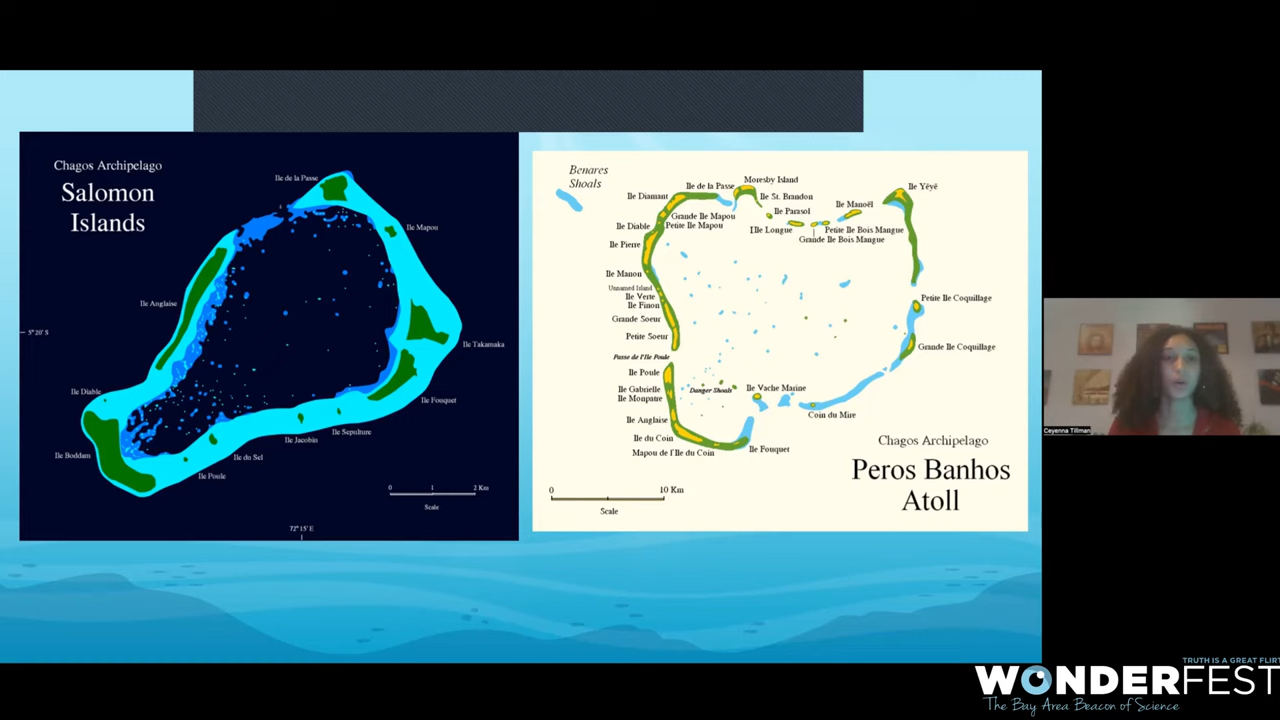 Chagos Archipelago
Salomon
Islands
Ile de la Passe
Ile Mapou
Ile Anglaise
5° 20' S
Ile Takamaka
Ile Diable
Ile Fouquet
Ile Sepulture
Ile Jacobin
Ile Boddam
Ile du Sel
Ile Poule
0 1 2 Km
Scale
72° 15' E
Benares
Shoals
Moresby Island
Ile de la Passe
Ile Yéyé
Ile Diamant
Ile St. Brandon
Ile Manoël
Ile Parasol
Grande Ile Mapou
Petite Ile Mapou
Ile Diable
Ile Longue
Petite Ile Bois Mangue
Grande Ile Bois Mangue
Ile Pierre
Ile Manon
Unnamed Island
Ile Verte
Ile Finon
Petite Ile Coquillage
Grande Soeur
Petite Soeur
Grande Ile Coquillage
Passe de l'Ile Poule
Ile Poule
Ile Gabrielle
Danger Shoals
Ile Vache Marine
Ile Monpatre
Coin du Mire
Ile Anglaise
Ile du Coin
Mapou de l'Ile du Coin
Ile Fouquet
Chagos Archipelago
Peros Banhos
Atoll
0 10 Km
Scale
Ceyenna Tillman
TRUTH IS A GREAT FLIRT
WONDERFEST
The Bay Area Beacon of Science